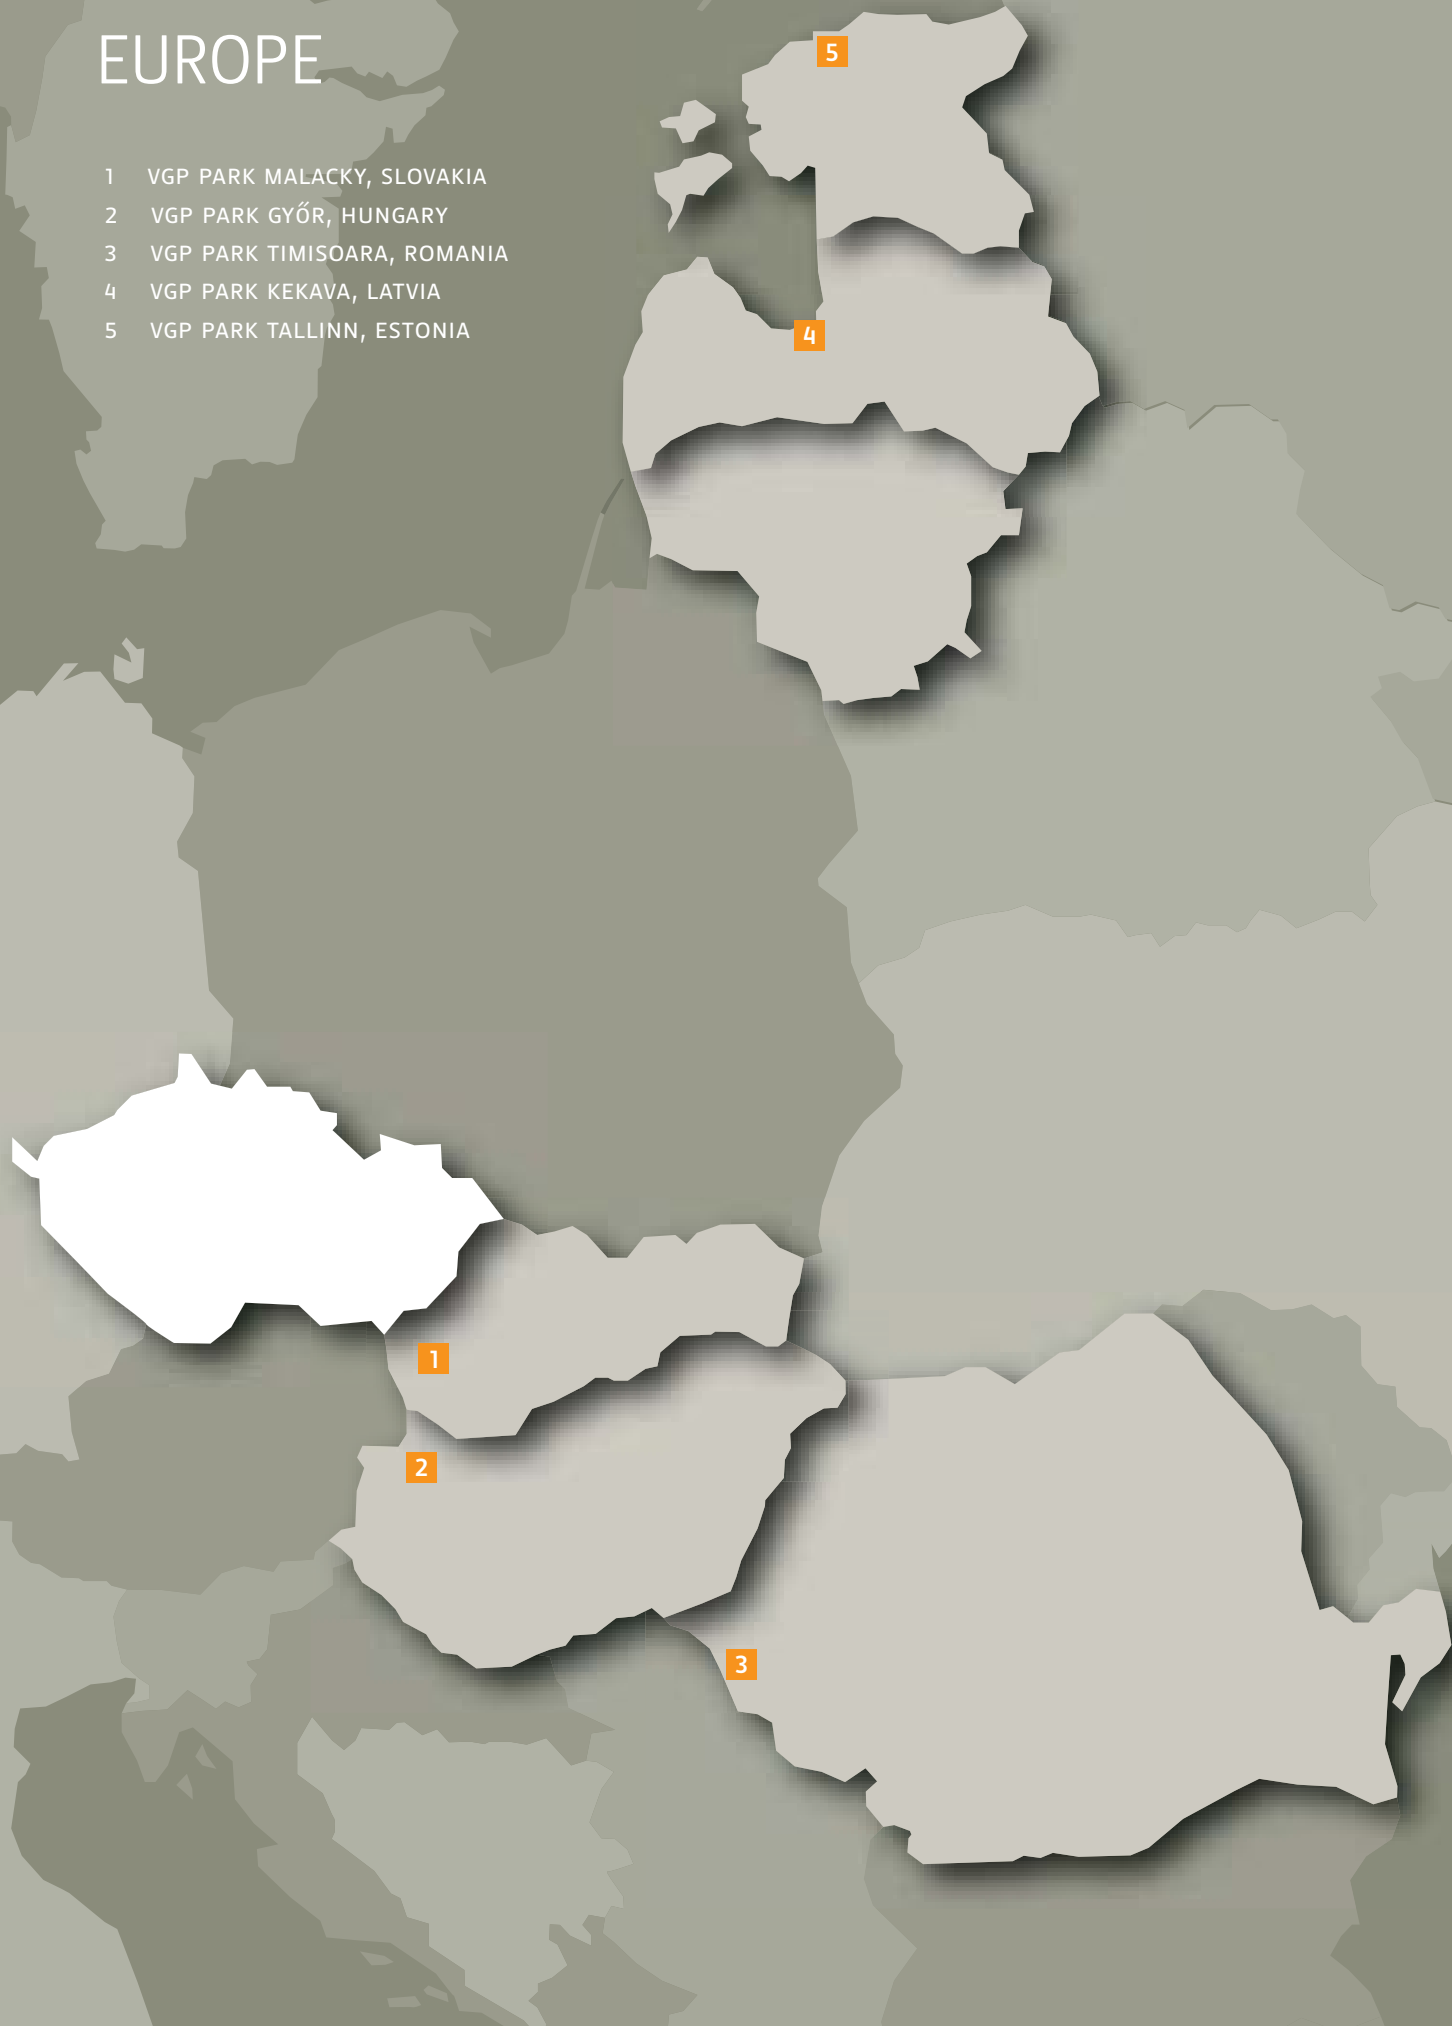 EUROPE
1 VGP PARK MALACKY, SLOVAKIA
2 VGP PARK GYŐR, HUNGARY
3 VGP PARK TIMISOARA, ROMANIA
4 VGP PARK KEKAVA, LATVIA
5 VGP PARK TALLINN, ESTONIA
5
4
1
2
3